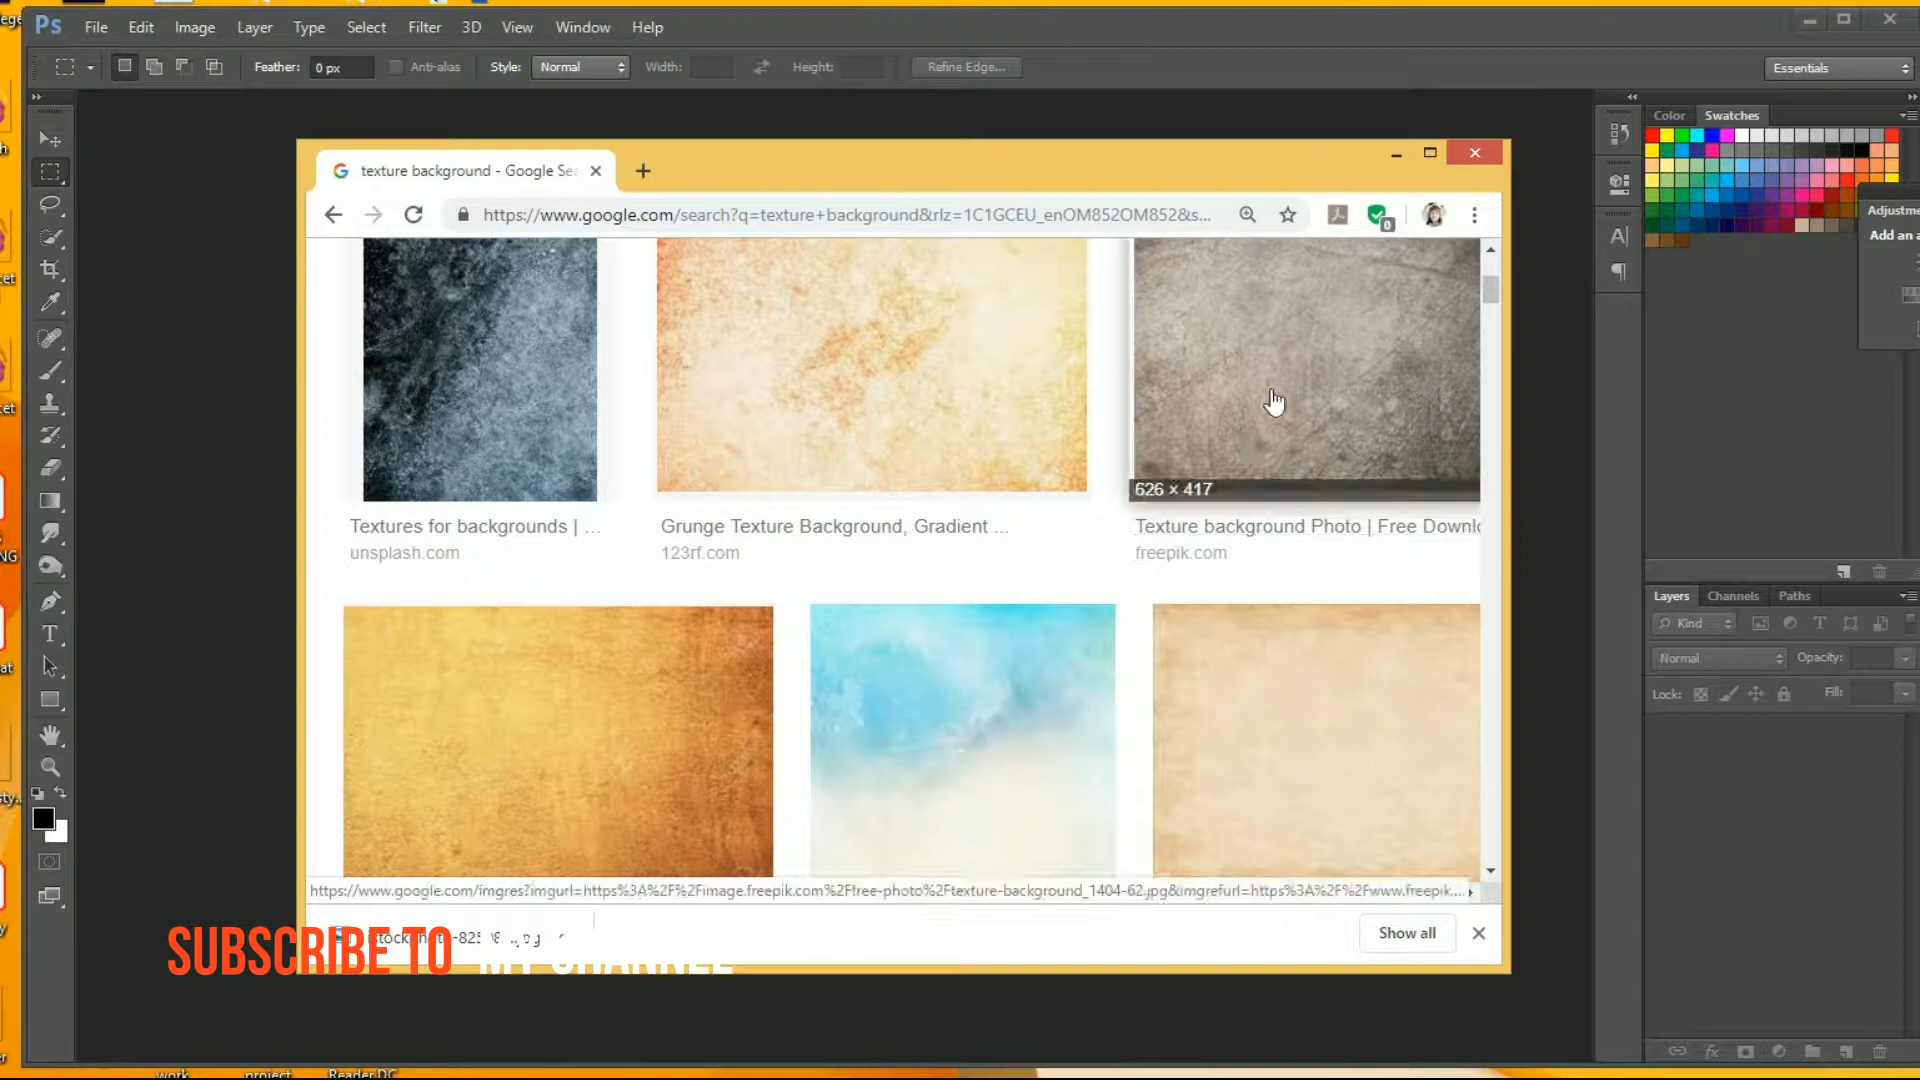 Ps File Edit Image Layer Type Select Filter 3D View Window Help
Feather: 0 px Anti-alias Style: Normal Width: Height: Refine Edge... Essentials
Color Swatches
Adjustme
Add an a
texture background - Google Sea
https://www.google.com/search?q=texture+background&rlz=1C1GCEU_enOM852OM852&s...
0
626 × 417
Textures for backgrounds | ...
unsplash.com
Grunge Texture Background, Gradient ...
123rf.com
Texture background Photo | Free Downlo
freepik.com
https://www.google.com/imgres?imgurl=https%3A%2F%2Fimage.freepik.com%2Ffree-photo%2Ftexture-background_1404-62.jpg&imgrefurl=https%3A%2F%2Fwww.freepik....
Show all
SUBSCRIBE TO MY CHANNEL
Layers Channels Paths
Kind
Normal Opacity:
Lock: Fill:
work project Reader DC